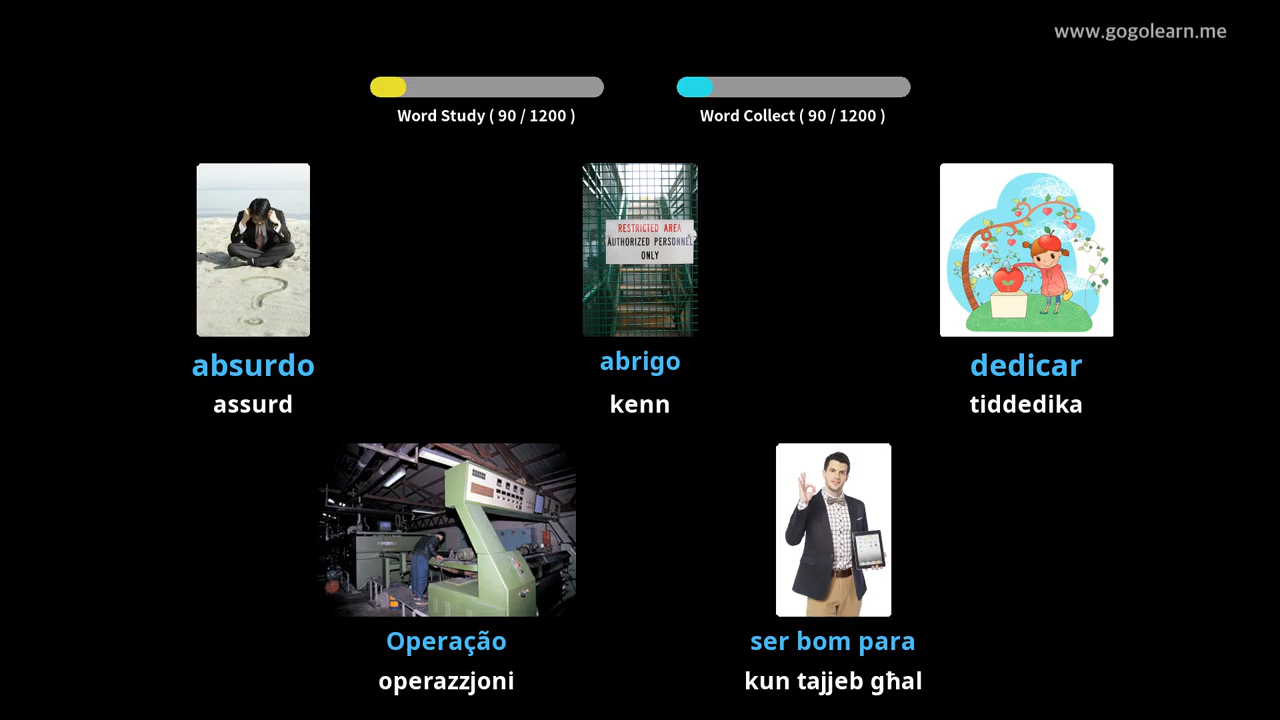 www.gogolearn.me
Word Study ( 90 / 1200 )
Word Collect ( 90 / 1200 )
RESTRICTED AREA
AUTHORIZED PERSONNEL
ONLY
absurdo
assurd
abrigo
kenn
dedicar
tiddedika
Operação
operazzjoni
ser bom para
kun tajjeb għal